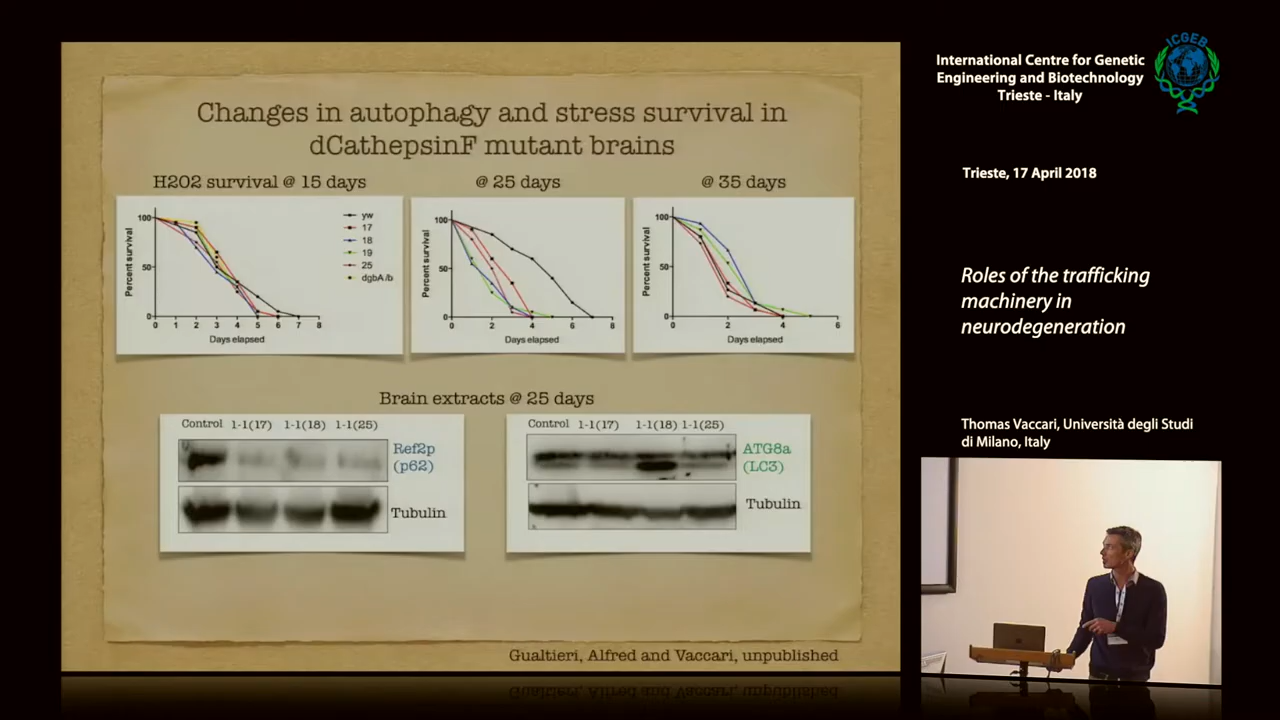 Changes in autophagy and stress survival in
dCathepsinF mutant brains
H2O2 survival @ 15 days
@ 25 days
@ 35 days
Percent survival
100
50
0
0 1 2 3 4 5 6 7 8
Days elapsed
yw
17
18
19
25
dgbA/b
Percent survival
100
50
0
0 2 4 6 8
Days elapsed
Percent survival
100
50
0
0 2 4 6
Days elapsed
Brain extracts @ 25 days
Control 1-1(17) 1-1(18) 1-1(25)
Ref2p
(p62)
Tubulin
Control 1-1(17) 1-1(18) 1-1(25)
ATG8a
(LC3)
Tubulin
Gualtieri, Alfred and Vaccari, unpublished
International Centre for Genetic
Engineering and Biotechnology
Trieste - Italy
ICGEB
Trieste, 17 April 2018
Roles of the trafficking
machinery in
neurodegeneration
Thomas Vaccari, Università degli Studi
di Milano, Italy